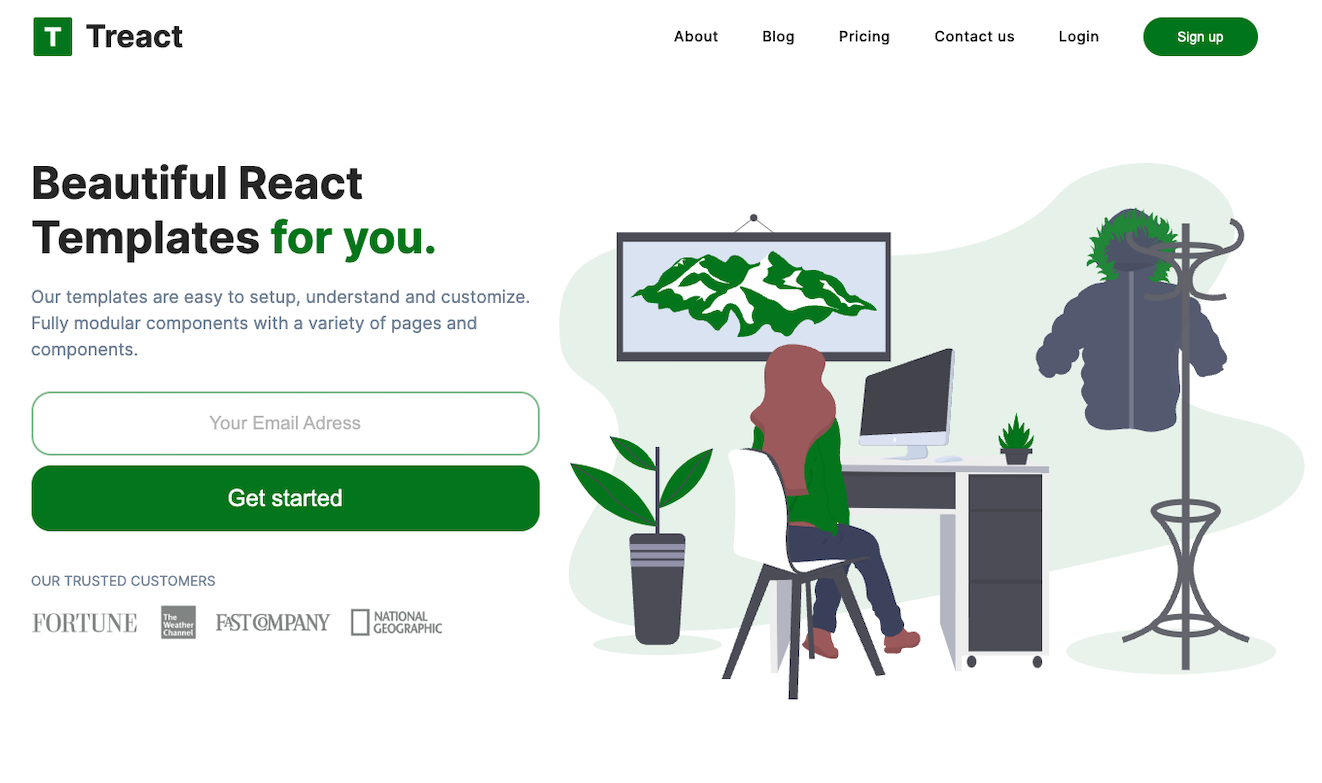 T Treact
About Blog Pricing Contact us Login Sign up
Beautiful React
Templates for you.
Our templates are easy to setup, understand and customize.
Fully modular components with a variety of pages and
components.
Your Email Adress
Get started
OUR TRUSTED CUSTOMERS
FORTUNE
The
Weather
Channel
FAST COMPANY
NATIONAL
GEOGRAPHIC